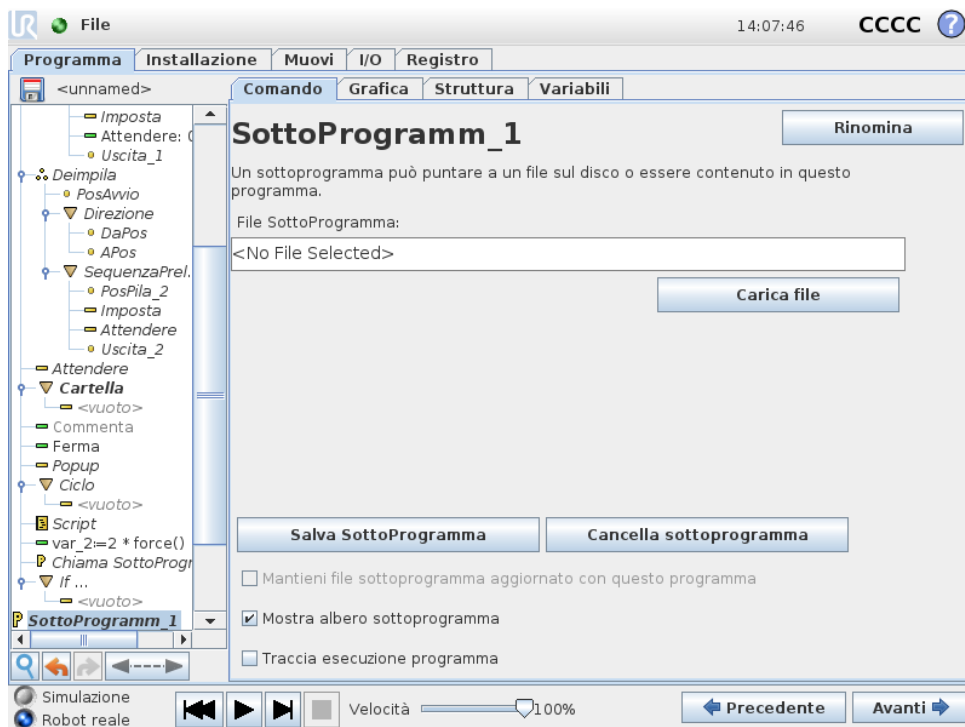 UR File 14:07:46 CCCC ?
Programma Installazione Muovi I/O Registro
<unnamed>
Comando Grafica Struttura Variabili
Imposta
Attendere: 0
Uscita_1
Deimpila
PosAvvio
Direzione
DaPos
APos
SequenzaPrel.
PosPila_2
Imposta
Attendere
Uscita_2
Attendere
Cartella
<vuoto>
Commenta
Ferma
Popup
Ciclo
<vuoto>
Script
var_2:=2 * force()
P Chiama SottoProgr
If ...
<vuoto>
P SottoProgramm_1
SottoProgramm_1
Rinomina
Un sottoprogramma può puntare a un file sul disco o essere contenuto in questo
programma.
File SottoProgramma:
<No File Selected>
Carica file
Salva SottoProgramma Cancella sottoprogramma
Mantieni file sottoprogramma aggiornato con questo programma
Mostra albero sottoprogramma
Traccia esecuzione programma
Simulazione
Robot reale
Velocità 100%
Precedente Avanti